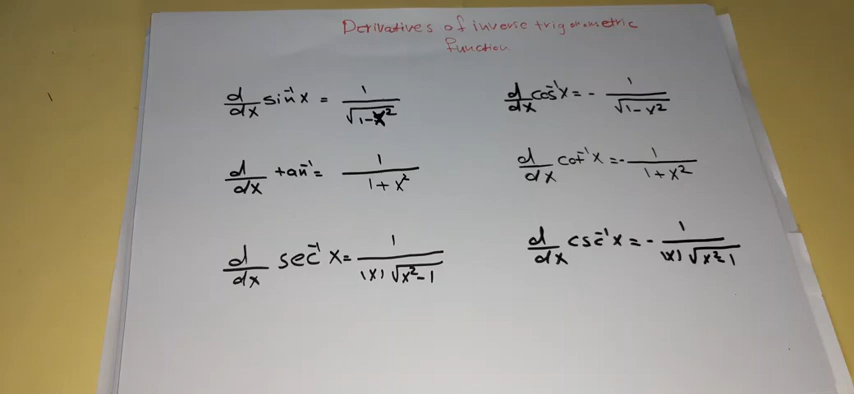 Derivatives of inverse trigonometric
function
d/dx sin⁻¹x = 1/√(1-x²)
d/dx cos⁻¹x = - 1/√(1-x²)
d/dx tan⁻¹ = 1/(1+x²)
d/dx cot⁻¹x = - 1/(1+x²)
d/dx sec⁻¹x = 1/(|x|√(x²-1))
d/dx csc⁻¹x = - 1/(|x|√(x²-1))